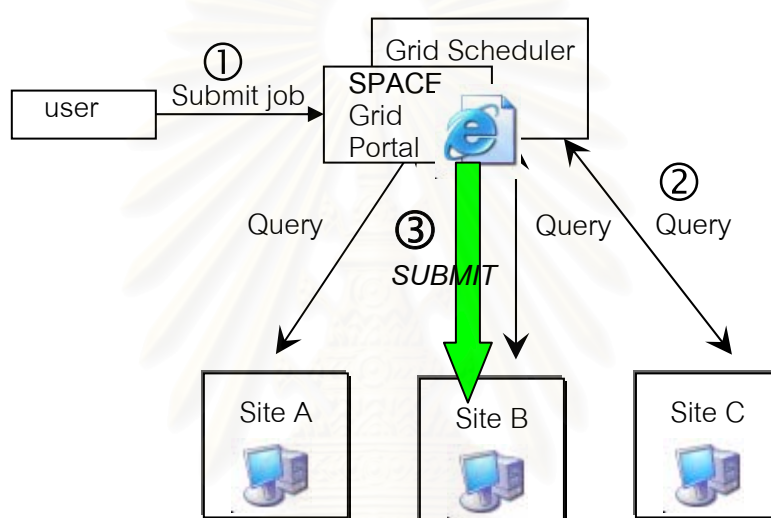 Grid Scheduler
①
Submit job
user
SPACE
Grid
Portal
②
Query
Query
Query
③
SUBMIT
Site A
Site B
Site C